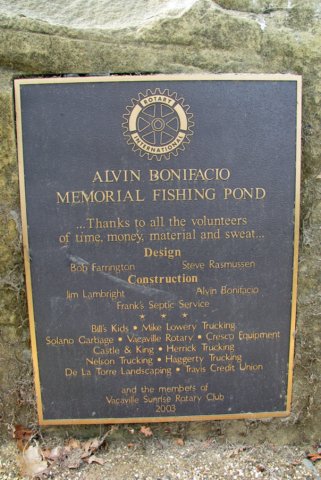 ROTARY
INTERNATIONAL
ALVIN BONIFACIO
MEMORIAL FISHING POND
...Thanks to all the volunteers
of time, money, material and sweat...
Design
Bob Farrington Steve Rasmussen
Construction
Jim Lambright Alvin Bonifacio
Frank's Septic Service
★ ★ ★
Bill's Kids • Mike Lowery Trucking
Solano Garbage • Vacaville Rotary • Cresco Equipment
Castle & King • Herrick Trucking
Nelson Trucking • Haggerty Trucking
De La Torre Landscaping • Travis Credit Union
and the members of
Vacaville Sunrise Rotary Club
2003